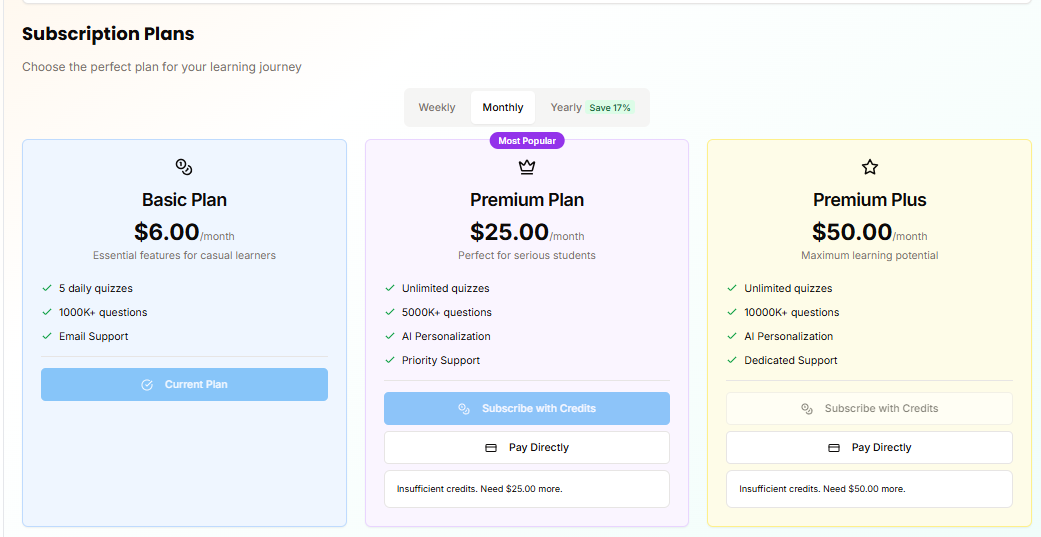 Subscription Plans
Choose the perfect plan for your learning journey
Weekly Monthly Yearly Save 17%
Basic Plan
$6.00/month
Essential features for casual learners
5 daily quizzes
1000K+ questions
Email Support
Current Plan
Most Popular
Premium Plan
$25.00/month
Perfect for serious students
Unlimited quizzes
5000K+ questions
AI Personalization
Priority Support
Subscribe with Credits
Pay Directly
Insufficient credits. Need $25.00 more.
Premium Plus
$50.00/month
Maximum learning potential
Unlimited quizzes
10000K+ questions
AI Personalization
Dedicated Support
Subscribe with Credits
Pay Directly
Insufficient credits. Need $50.00 more.